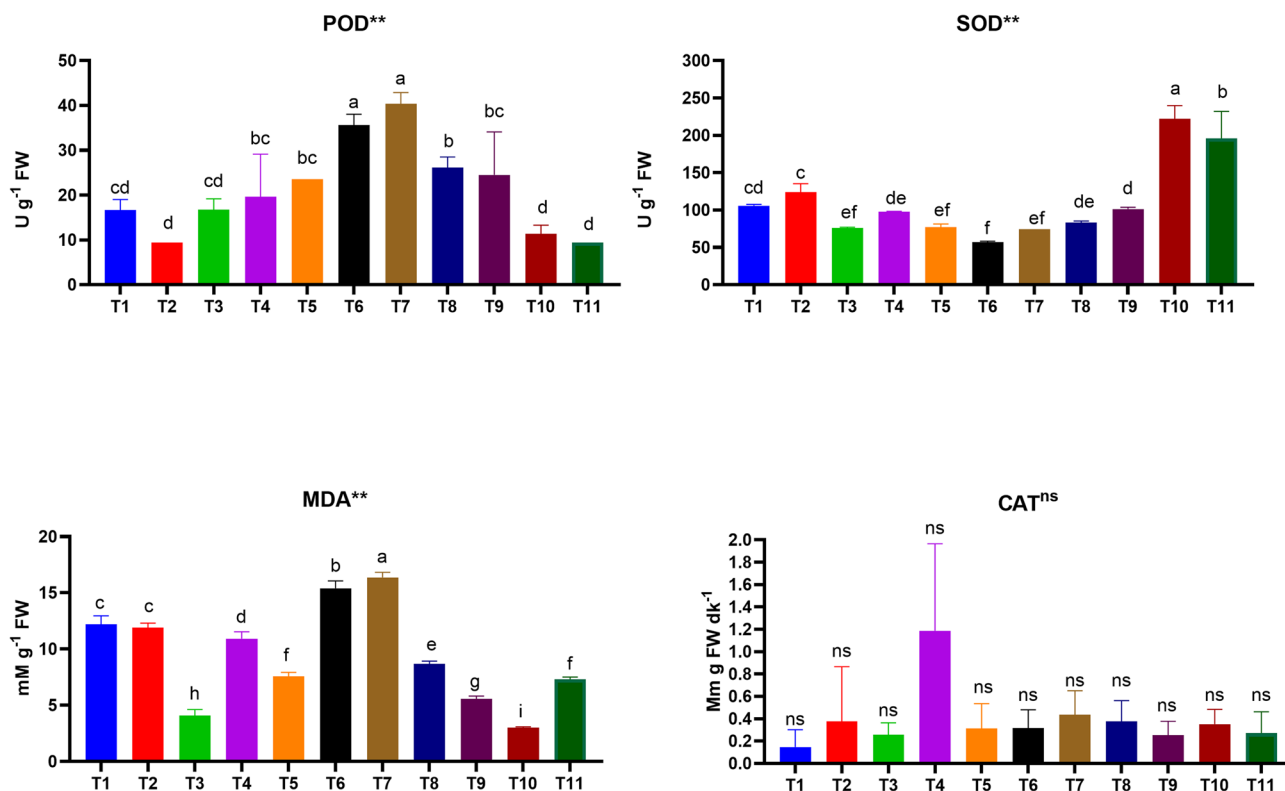 POD**
U g⁻¹ FW
50
40
30
20
10
0
cd
d
cd
bc
bc
a
a
b
bc
d
d
T1 T2 T3 T4 T5 T6 T7 T8 T9 T10 T11
SOD**
U g⁻¹ FW
300
250
200
150
100
50
0
cd
c
ef
de
ef
f
ef
de
d
a
b
T1 T2 T3 T4 T5 T6 T7 T8 T9 T10 T11
MDA**
mM g⁻¹ FW
20
15
10
5
0
c
c
h
d
f
b
a
e
g
i
f
T1 T2 T3 T4 T5 T6 T7 T8 T9 T10 T11
CATⁿˢ
Mm g FW dk⁻¹
2.0
1.8
1.6
1.4
1.2
1.0
0.8
0.6
0.4
0.2
0.0
ns
ns
ns
ns
ns
ns
ns
ns
ns
ns
ns
T1 T2 T3 T4 T5 T6 T7 T8 T9 T10 T11